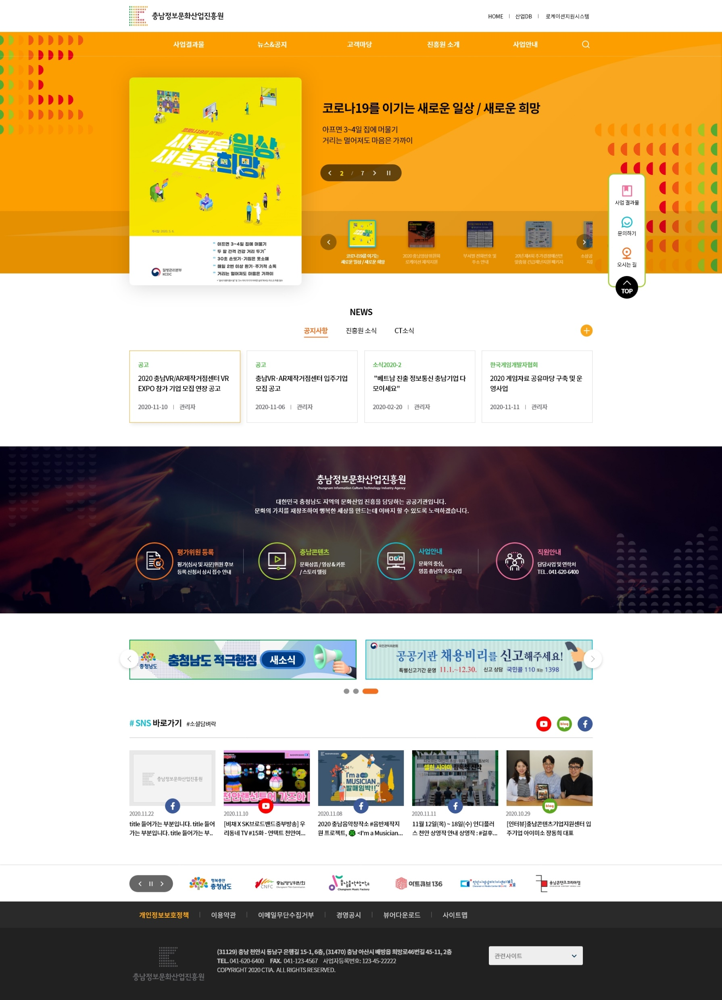 충남정보문화산업진흥원
HOME
산업DB
로케이션지원시스템
사업결과물
뉴스&공지
고객마당
진흥원 소개
사업안내
코로나19를 이기는
새로운 일상
새로운 희망
게시일: 2020. 5. 6.
아프면 3~4일 집에 머물기
두 팔 간격 건강 거리 두기
30초 손씻기·기침은 옷소매
매일 2번 이상 환기·주기적 소독
거리는 멀어져도 마음은 가까이
질병관리본부
KCDC
코로나19를 이기는 새로운 일상 / 새로운 희망
아프면 3~4일 집에 머물기
거리는 멀어져도 마음은 가까이
2 / 7
코로나19를 이기는
새로운 일상 / 새로운 희망
2020 충남영상위원회
로케이션 제작지원
부서별 전화번호 및
주소 안내
20년 제4회 추가경정예산안
맞춤형 긴급재난지원 패키지
소상공
지원
사업 결과물
문의하기
오시는 길
TOP
NEWS
공지사항
진흥원 소식
CT소식
공고
2020 충남VR/AR제작거점센터 VR
EXPO 참가 기업 모집 연장 공고
2020-11-10 | 관리자
공고
충남VR·AR제작거점센터 입주기업
모집 공고
2020-11-06 | 관리자
소식2020-2
"베트남 진출 정보통신 충남기업 다
모이세요"
2020-02-20 | 관리자
한국게임개발자협회
2020 게임자료 공유마당 구축 및 운
영사업
2020-11-11 | 관리자
충남정보문화산업진흥원
Chungnam Information Culture Technology Industry Agency
대한민국 충청남도 지역의 문화산업 진흥을 담당하는 공공기관입니다.
문화의 가치를 재창조하여 행복한 세상을 만드는데 이바지 할 수 있도록 노력하겠습니다.
평가위원 등록
평가(심사 및 자문)위원 후보
등록 신청서 상시 접수 안내
충남콘텐츠
문화상품 / 영상 & 카툰
/ 스토리 텔링
사업안내
문화의 중심,
명품 충남의 주요사업
직원안내
담당사업 및 연락처
TEL . 041-620-6400
충청남도
충청남도 적극행정 새소식
국민권익위원회
공공기관 채용비리를 신고해주세요!
특별신고기간 운영 11.1.~12.30. 신고 상담 국민콜 110 또는 1398
# SNS 바로가기 #소셜담벼락
blog
충남정보문화산업진흥원
2020.11.22
title 들어가는 부분입니다. title 들어
가는 부분입니다. title 들어가는 부..
천안랜선투어 가즈아
2020.11.10
[비채 X SK브로드밴드중부방송] 우
리동네 TV #15화 - 언택트 천안여...
I'm a
MUSICIAN
발매임박!!
2020.11.08
2020 충남음악창작소 #음반제작지
원 프로젝트, 🍀 <I'm a Musician...
타오르는 여인의 초상·워터 릴리스·톰보이
셀린 시아마 감독의 신작
2020.11.11
11월 12일(목) ~ 18일(수) 인디플러
스 천안 상영작 안내 상영작 : #걸후...
blog
2020.10.29
[인터뷰]충남콘텐츠기업지원센터 입
주기업 아이미소 장동희 대표
행복충만
충청남도
CNFC
충남영상위원회
Chungnam Film Commission
충남음악창작소
Chungnam Music Factory
아트큐브 136
천안시영상미디어센터 비채
충남콘텐츠코리아랩
개인정보보호정책
이용약관
이메일무단수집거부
경영공시
뷰어다운로드
사이트맵
충남정보문화산업진흥원
(31129) 충남 천안시 동남구 은행길 15-1, 6층, (31470) 충남 아산시 배방읍 희망로46번길 45-11, 2층
TEL. 041-620-6400 FAX. 041-123-4567 사업자등록번호: 123-45-22222
COPYRIGHT 2020 CTIA. ALL RIGHTS RESERVED.
관련사이트